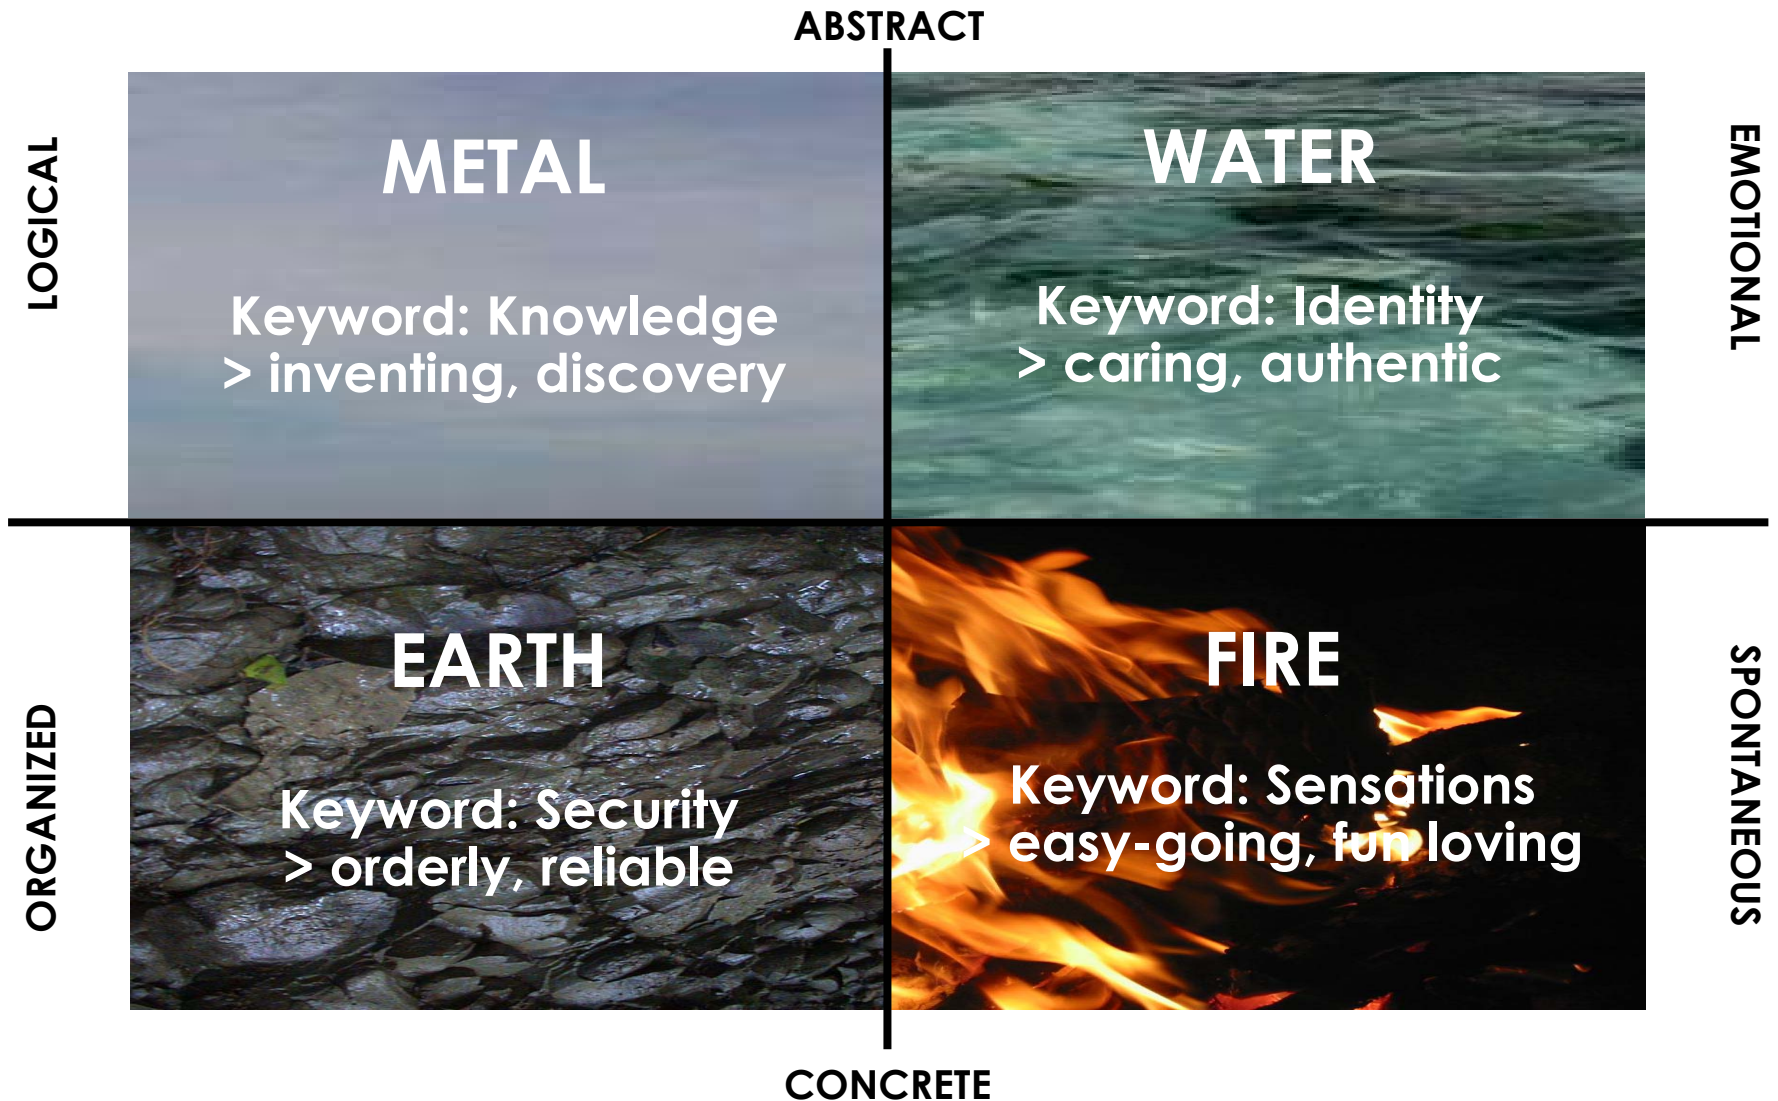 ABSTRACT
LOGICAL
METAL
Keyword: Knowledge
> inventing, discovery
WATER
Keyword: Identity
> caring, authentic
EMOTIONAL
ORGANIZED
EARTH
Keyword: Security
> orderly, reliable
FIRE
Keyword: Sensations
> easy-going, fun loving
SPONTANEOUS
CONCRETE